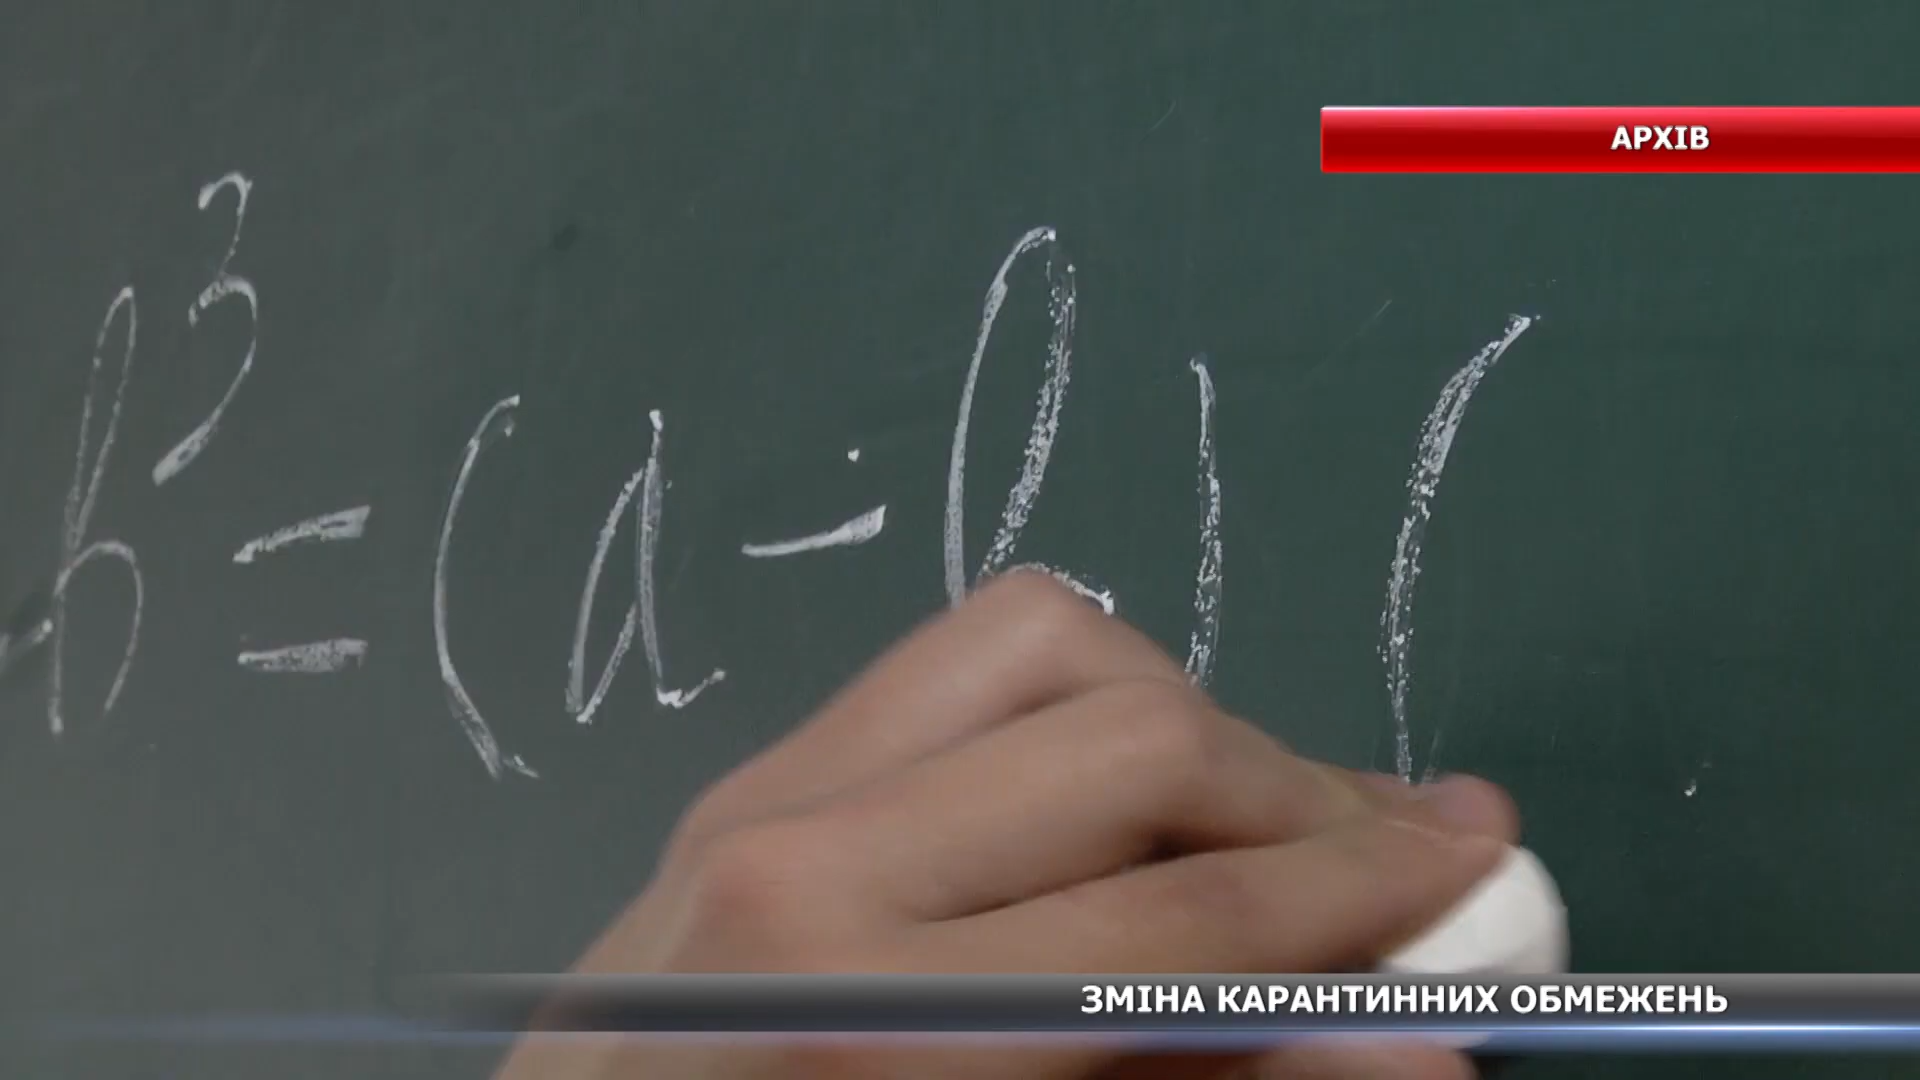 АРХІВ
b³ = (a - b) (
ЗМІНА КАРАНТИННИХ ОБМЕЖЕНЬ